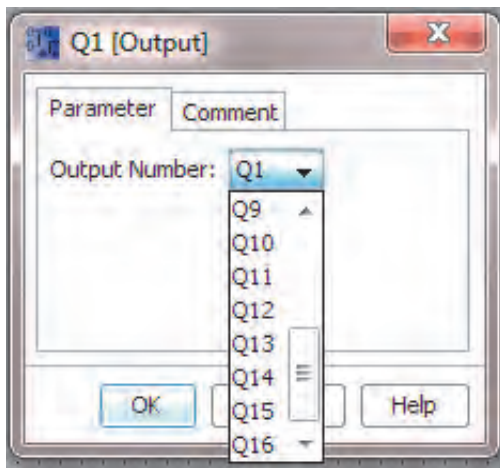 Q1 [Output]
Parameter Comment
Output Number: Q1
Q9
Q10
Q11
Q12
Q13
Q14
Q15
Q16
OK Help